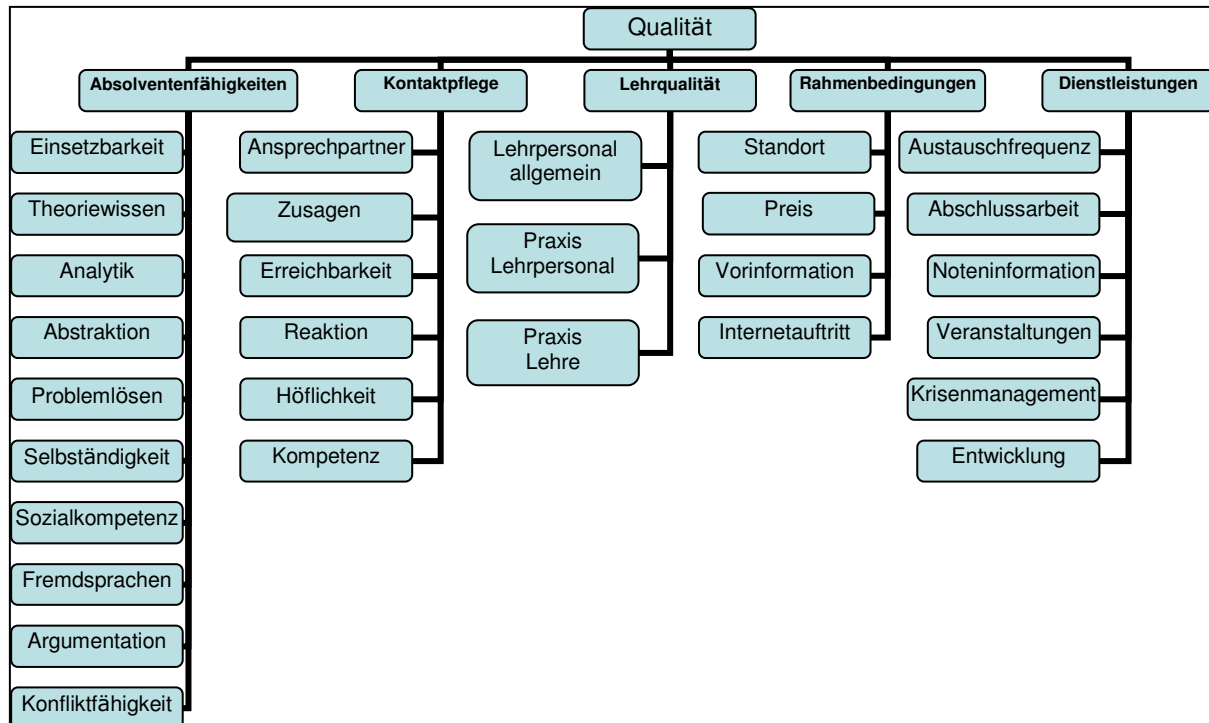 Qualität
Absolventenfähigkeiten
Kontaktpflege
Lehrqualität
Rahmenbedingungen
Dienstleistungen
Einsetzbarkeit
Theoriewissen
Analytik
Abstraktion
Problemlösen
Selbständigkeit
Sozialkompetenz
Fremdsprachen
Argumentation
Konfliktfähigkeit
Ansprechpartner
Zusagen
Erreichbarkeit
Reaktion
Höflichkeit
Kompetenz
Lehrpersonal
allgemein
Praxis
Lehrpersonal
Praxis
Lehre
Standort
Preis
Vorinformation
Internetauftritt
Austauschfrequenz
Abschlussarbeit
Noteninformation
Veranstaltungen
Krisenmanagement
Entwicklung